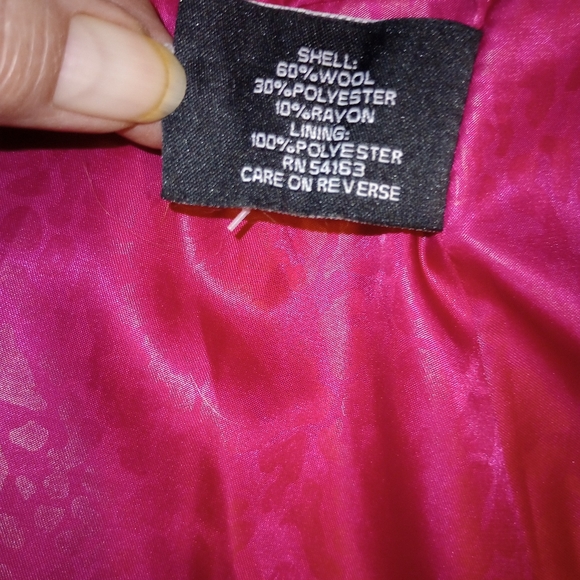 SHELL:
60%WOOL
30%POLYESTER
10%RAYON
LINING:
100%POLYESTER
RN 54163
CARE ON REVERSE